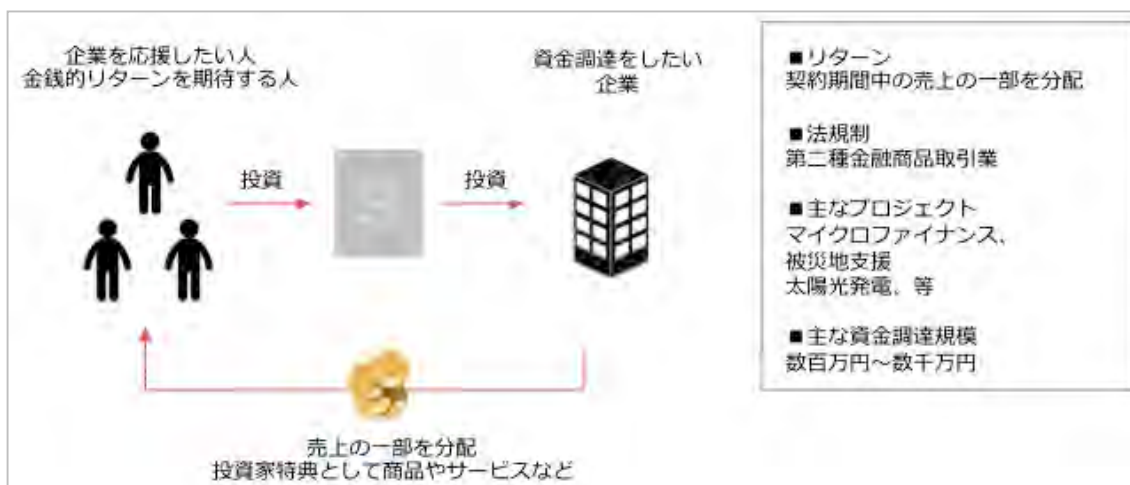 企業を応援したい人
金銭的リターンを期待する人
資金調達をしたい
企業
投資
投資
売上の一部を分配
投資家特典として商品やサービスなど
■リターン
契約期間中の売上の一部を分配
■法規制
第二種金融商品取引業
■主なプロジェクト
マイクロファイナンス、
被災地支援
太陽光発電、等
■主な資金調達規模
数百万円～数千万円